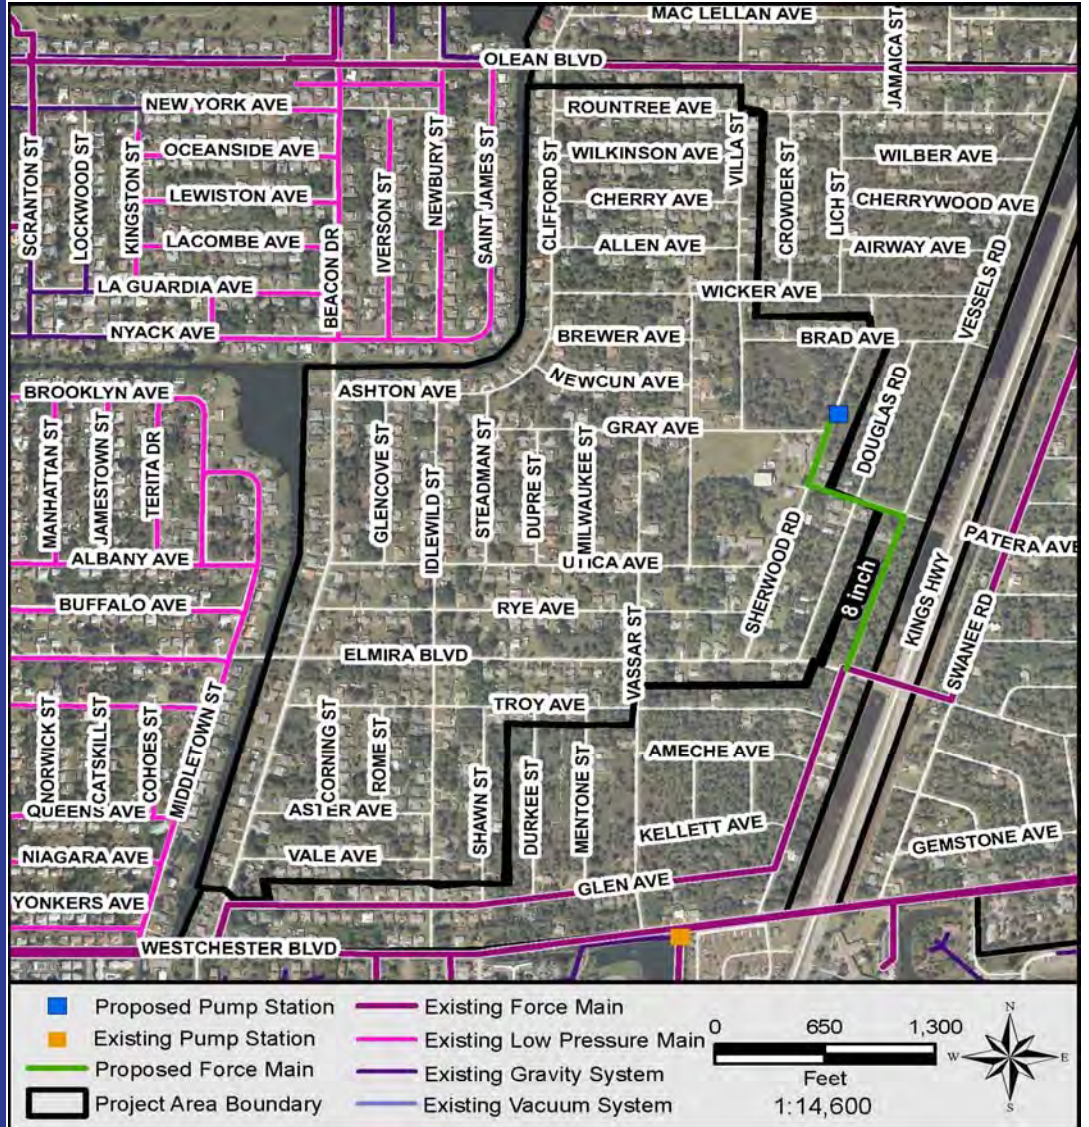 MAC LELLAN AVE
JAMAICA ST
OLEAN BLVD
NEW YORK AVE
ROUNTREE AVE
SCRANTON ST
LOCKWOOD ST
KINGSTON ST
OCEANSIDE AVE
IVERSON ST
NEWBURY ST
SAINT JAMES ST
CLIFFORD ST
WILKINSON AVE
VILLA ST
CROWDER ST
LICH ST
WILBER AVE
LEWISTON AVE
CHERRY AVE
CHERRYWOOD AVE
LACOMBE AVE
BEACON DR
ALLEN AVE
AIRWAY AVE
LA GUARDIA AVE
WICKER AVE
VESSELS RD
NYACK AVE
BREWER AVE
BRAD AVE
BROOKLYN AVE
ASHTON AVE
NEWCUN AVE
DOUGLAS RD
MANHATTAN ST
JAMESTOWN ST
TERITA DR
GLENCOVE ST
IDLEWILD ST
STEADMAN ST
DUPRE ST
MILWAUKEE ST
GRAY AVE
SHERWOOD RD
PATERA AVE
ALBANY AVE
UTICA AVE
8 inch
KINGS HWY
BUFFALO AVE
RYE AVE
VASSAR ST
SWANEE RD
ELMIRA BLVD
NORWICK ST
CATSKILL ST
COHOES ST
MIDDLETOWN ST
CORNING ST
ROME ST
TROY AVE
SHAWN ST
DURKEE ST
MENTONE ST
AMECHE AVE
QUEENS AVE
ASTER AVE
KELLETT AVE
GEMSTONE AVE
NIAGARA AVE
VALE AVE
GLEN AVE
YONKERS AVE
WESTCHESTER BLVD
Proposed Pump Station
Existing Pump Station
Proposed Force Main
Project Area Boundary
Existing Force Main
Existing Low Pressure Main
Existing Gravity System
Existing Vacuum System
0 650 1,300
Feet
1:14,600
N
W
E
S